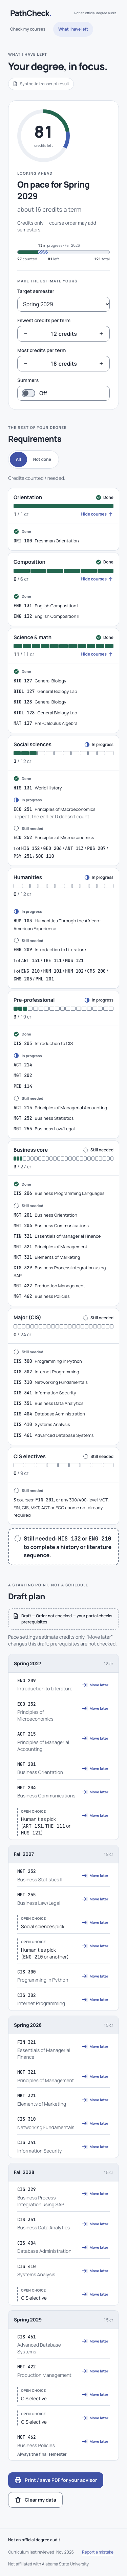 PathCheck.
Not an official degree audit
Check my courses
What I have left
WHAT I HAVE LEFT
Your degree, in focus.
Synthetic transcript result
81
credits left
LOOKING AHEAD
On pace for Spring
2029
about 16 credits a term
Credits only — course order may add
semesters.
13 in progress · Fall 2026
27 counted
81 left
121 total
MAKE THE ESTIMATE YOURS
Target semester
Spring 2029
Fewest credits per term
− 12 credits +
Most credits per term
− 18 credits +
Summers
Off
THE REST OF YOUR DEGREE
Requirements
All
Not done
Credits counted / needed.
Orientation
Done
1 / 1 cr
Hide courses
Done
ORI 100 Freshman Orientation
Composition
Done
6 / 6 cr
Hide courses
Done
ENG 131 English Composition I
ENG 132 English Composition II
Science & math
Done
11 / 11 cr
Hide courses
Done
BIO 127 General Biology
BIOL 127 General Biology Lab
BIO 128 General Biology
BIOL 128 General Biology Lab
MAT 137 Pre-Calculus Algebra
Social sciences
In progress
3 / 12 cr
Done
HIS 131 World History
In progress
ECO 251 Principles of Macroeconomics
Repeat; the earlier D doesn't count.
Still needed
ECO 252 Principles of Microeconomics
1 of HIS 132 / GEO 206 / ANT 113 / POS 207 /
PSY 251 / SOC 110
Humanities
In progress
0 / 12 cr
In progress
HUM 103 Humanities Through the African-
American Experience
Still needed
ENG 209 Introduction to Literature
1 of ART 131 / THE 111 / MUS 121
1 of ENG 210 / HUM 101 / HUM 102 / CMS 208 /
CMS 205 / PHL 201
Pre-professional
In progress
3 / 19 cr
Done
CIS 205 Introduction to CIS
In progress
ACT 214
MGT 202
PED 114
Still needed
ACT 215 Principles of Managerial Accounting
MGT 252 Business Statistics II
MGT 255 Business Law/Legal
Business core
Still needed
3 / 27 cr
Done
CIS 206 Business Programming Languages
Still needed
MGT 201 Business Orientation
MGT 204 Business Communications
FIN 321 Essentials of Managerial Finance
MGT 321 Principles of Management
MKT 321 Elements of Marketing
CIS 329 Business Process Integration using
SAP
MGT 422 Production Management
MGT 462 Business Policies
Major (CIS)
Still needed
0 / 24 cr
Still needed
CIS 300 Programming in Python
CIS 302 Internet Programming
CIS 310 Networking Fundamentals
CIS 341 Information Security
CIS 351 Business Data Analytics
CIS 404 Database Administration
CIS 410 Systems Analysis
CIS 461 Advanced Database Systems
CIS electives
Still needed
0 / 9 cr
Still needed
3 courses: FIN 201 or any 300/400-level MGT,
FIN, CIS, MKT, ACT or ECO course not already
required
Still needed: HIS 132 or ENG 210
to complete a history or literature
sequence.
A STARTING POINT, NOT A SCHEDULE
Draft plan
Draft — Order not checked — your portal checks
prerequisites
Pace settings estimate credits only. “Move later”
changes this draft; prerequisites are not checked.
Spring 2027
18 cr
ENG 209
Introduction to Literature
Move later
ECO 252
Principles of
Microeconomics
Move later
ACT 215
Principles of Managerial
Accounting
Move later
MGT 201
Business Orientation
Move later
MGT 204
Business Communications
Move later
OPEN CHOICE
Humanities pick
(ART 131, THE 111 or
MUS 121)
Move later
Fall 2027
18 cr
MGT 252
Business Statistics II
Move later
MGT 255
Business Law/Legal
Move later
OPEN CHOICE
Social sciences pick
Move later
OPEN CHOICE
Humanities pick
(ENG 210 or another)
Move later
CIS 300
Programming in Python
Move later
CIS 302
Internet Programming
Move later
Spring 2028
15 cr
FIN 321
Essentials of Managerial
Finance
Move later
MGT 321
Principles of Management
Move later
MKT 321
Elements of Marketing
Move later
CIS 310
Networking Fundamentals
Move later
CIS 341
Information Security
Move later
Fall 2028
15 cr
CIS 329
Business Process
Integration using SAP
Move later
CIS 351
Business Data Analytics
Move later
CIS 404
Database Administration
Move later
CIS 410
Systems Analysis
Move later
OPEN CHOICE
CIS elective
Move later
Spring 2029
15 cr
CIS 461
Advanced Database
Systems
Move later
MGT 422
Production Management
Move later
OPEN CHOICE
CIS elective
Move later
OPEN CHOICE
CIS elective
Move later
MGT 462
Business Policies
Always the final semester
Move later
Print / save PDF for your advisor
Clear my data
Not an official degree audit.
Curriculum last reviewed: Nov 2025
Report a mistake
Not affiliated with Alabama State University